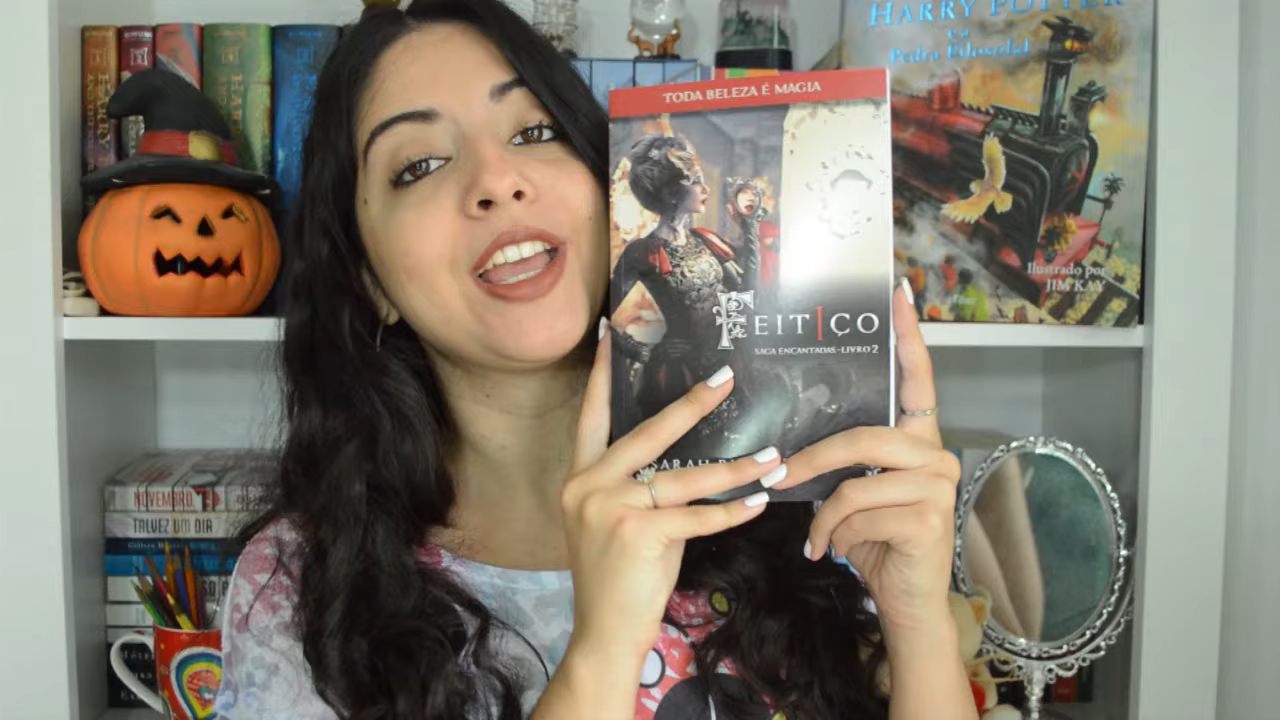 HARRY POTTER
e a
Pedra Filosofal
Ilustrado por
JIM KAY
TODA BELEZA É MAGIA
FEITIÇO
SAGA ENCANTADAS-LIVRO 2
SARAH
NOVEMBRO,
TALVEZ UM DIA